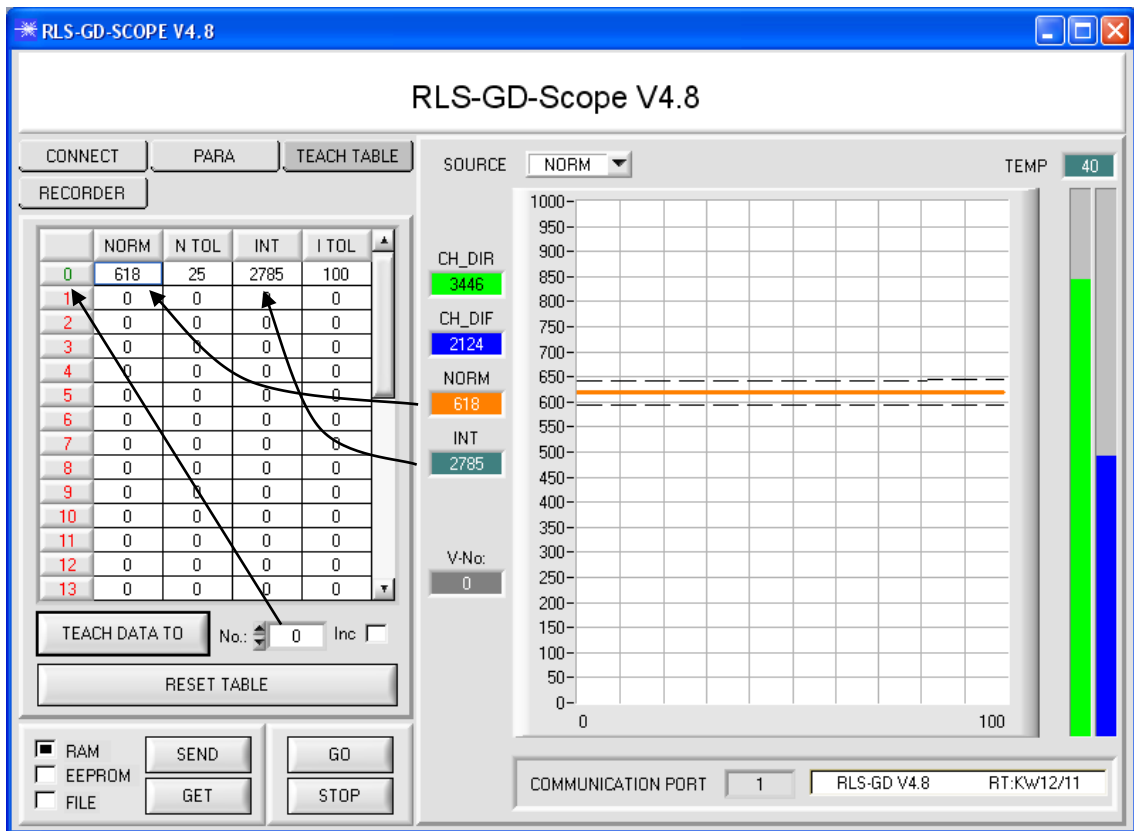 RLS-GD-SCOPE V4.8
RLS-GD-Scope V4.8
CONNECT PARA TEACH TABLE
RECORDER
NORM N TOL INT I TOL
0 618 25 2785 100
1 0 0 0 0
2 0 0 0 0
3 0 0 0 0
4 0 0 0 0
5 0 0 0 0
6 0 0 0 0
7 0 0 0 0
8 0 0 0 0
9 0 0 0 0
10 0 0 0 0
11 0 0 0 0
12 0 0 0 0
13 0 0 0 0
TEACH DATA TO No.: 0 Inc
RESET TABLE
RAM
EEPROM
FILE
SEND
GET
GO
STOP
SOURCE NORM
TEMP 40
CH_DIR
3446
CH_DIF
2124
NORM
618
INT
2785
V-No:
0
1000
950
900
850
800
750
700
650
600
550
500
450
400
350
300
250
200
150
100
50
0
0 100
COMMUNICATION PORT 1 RLS-GD V4.8 RT:KW12/11